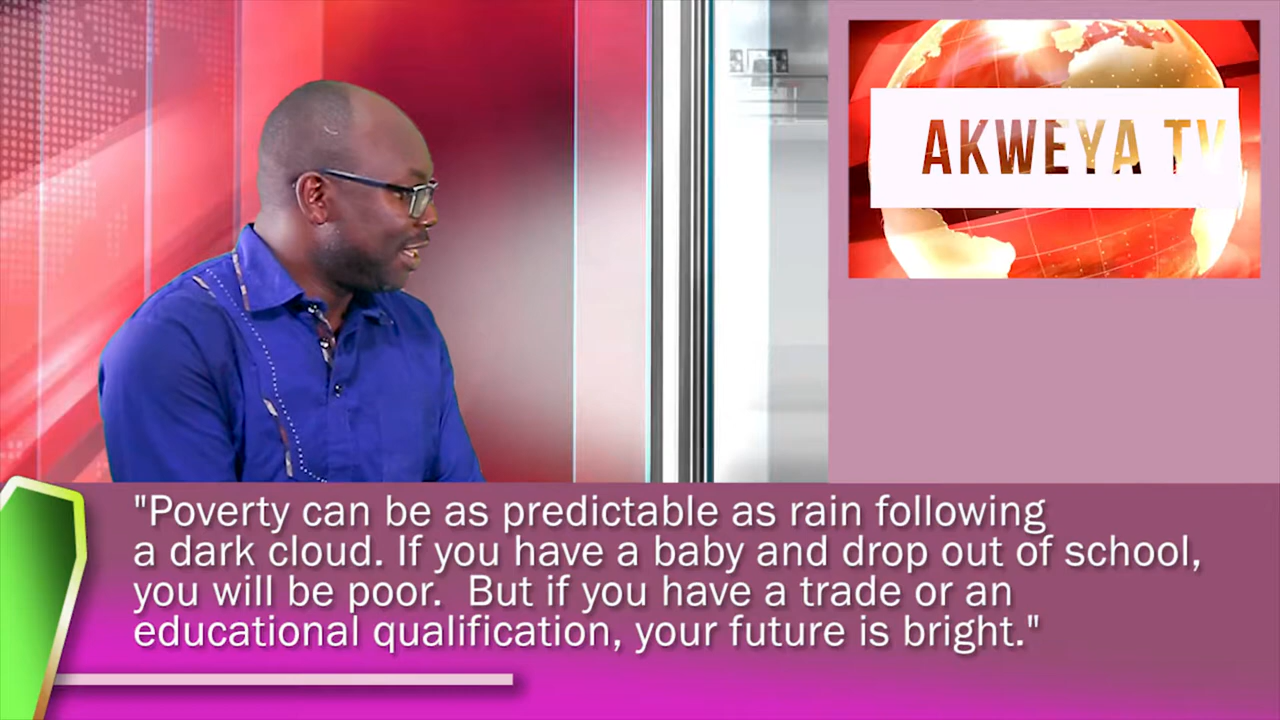 AKWEYA TV
"Poverty can be as predictable as rain following
a dark cloud. If you have a baby and drop out of school,
you will be poor.  But if you have a trade or an
educational qualification, your future is bright."